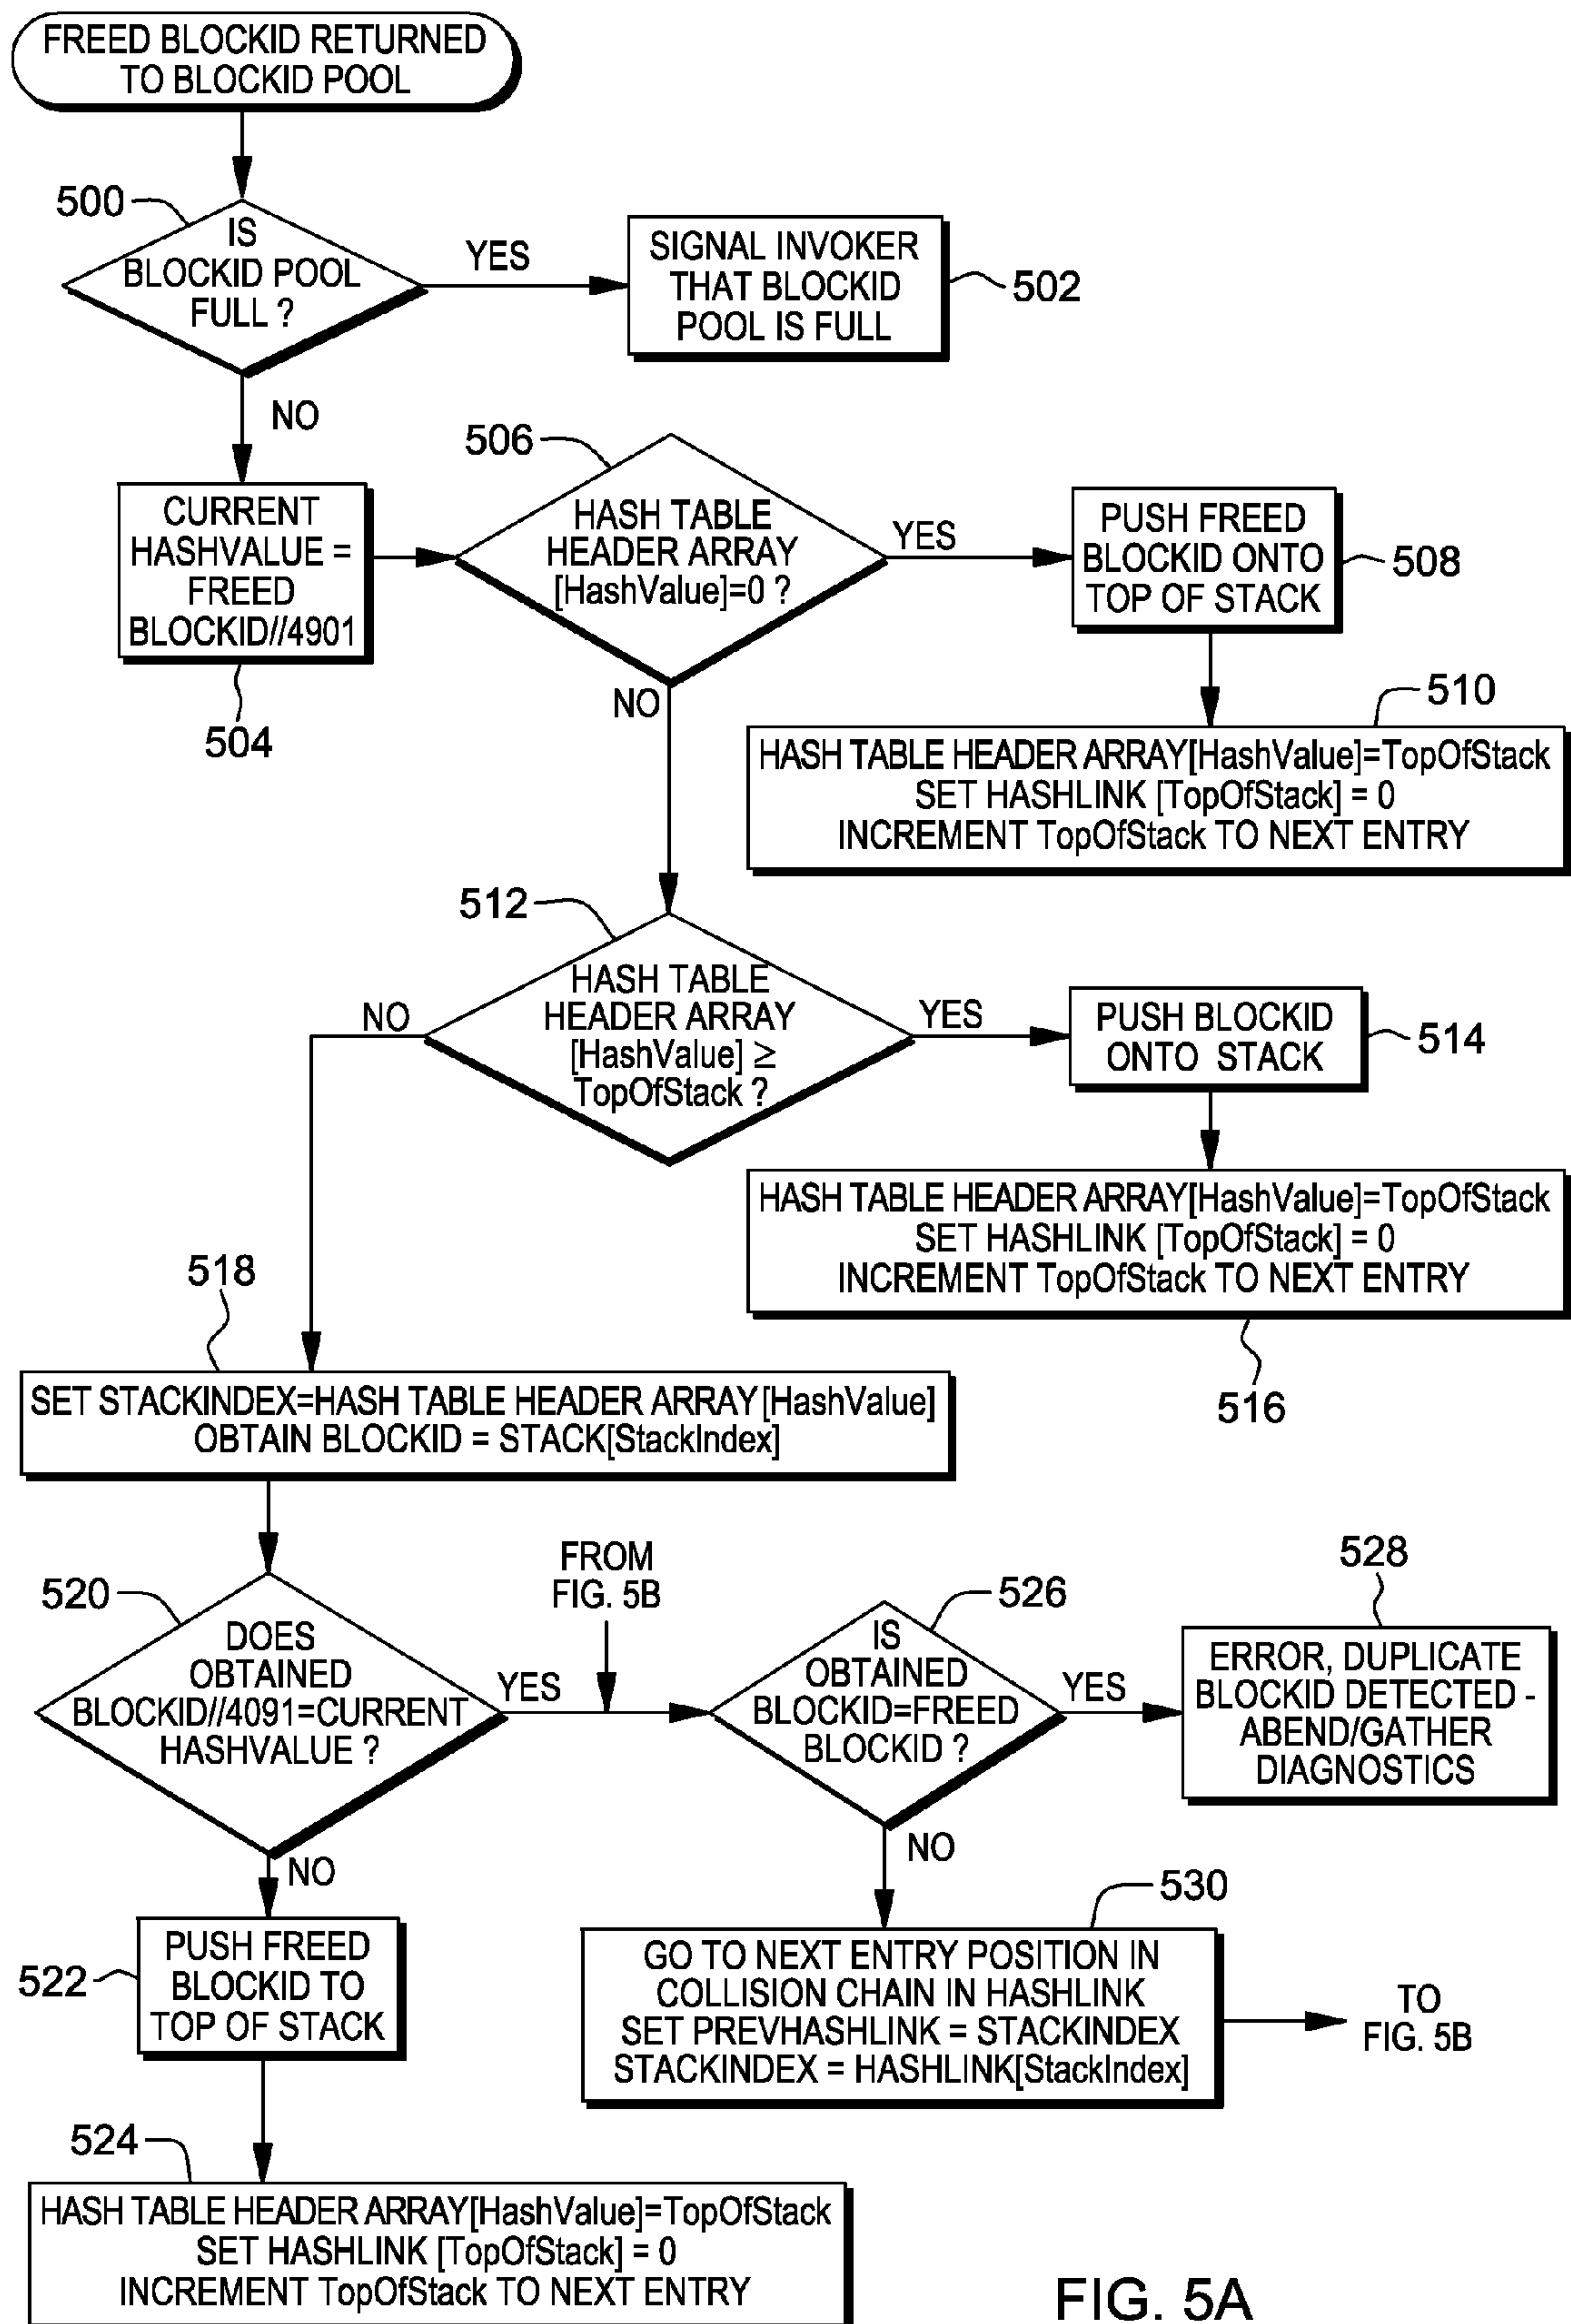 FREED BLOCKID RETURNED
TO BLOCKID POOL
500
IS
BLOCKID POOL
FULL ?
YES
SIGNAL INVOKER
THAT BLOCKID
POOL IS FULL
502
NO
CURRENT
HASHVALUE =
FREED
BLOCKID//4901
504
506
HASH TABLE
HEADER ARRAY
[HashValue]=0 ?
YES
PUSH FREED
BLOCKID ONTO
TOP OF STACK
508
NO
510
HASH TABLE HEADER ARRAY[HashValue]=TopOfStack
SET HASHLINK [TopOfStack] = 0
INCREMENT TopOfStack TO NEXT ENTRY
512
HASH TABLE
HEADER ARRAY
[HashValue] ≥
TopOfStack ?
NO
YES
PUSH BLOCKID
ONTO STACK
514
HASH TABLE HEADER ARRAY[HashValue]=TopOfStack
SET HASHLINK [TopOfStack] = 0
INCREMENT TopOfStack TO NEXT ENTRY
516
518
SET STACKINDEX=HASH TABLE HEADER ARRAY[HashValue]
OBTAIN BLOCKID = STACK[StackIndex]
520
DOES
OBTAINED
BLOCKID//4091=CURRENT
HASHVALUE ?
YES
FROM
FIG. 5B
526
IS
OBTAINED
BLOCKID=FREED
BLOCKID ?
YES
528
ERROR, DUPLICATE
BLOCKID DETECTED -
ABEND/GATHER
DIAGNOSTICS
NO
NO
522
PUSH FREED
BLOCKID TO
TOP OF STACK
530
GO TO NEXT ENTRY POSITION IN
COLLISION CHAIN IN HASHLINK
SET PREVHASHLINK = STACKINDEX
STACKINDEX = HASHLINK[StackIndex]
TO
FIG. 5B
524
HASH TABLE HEADER ARRAY[HashValue]=TopOfStack
SET HASHLINK [TopOfStack] = 0
INCREMENT TopOfStack TO NEXT ENTRY
FIG. 5A